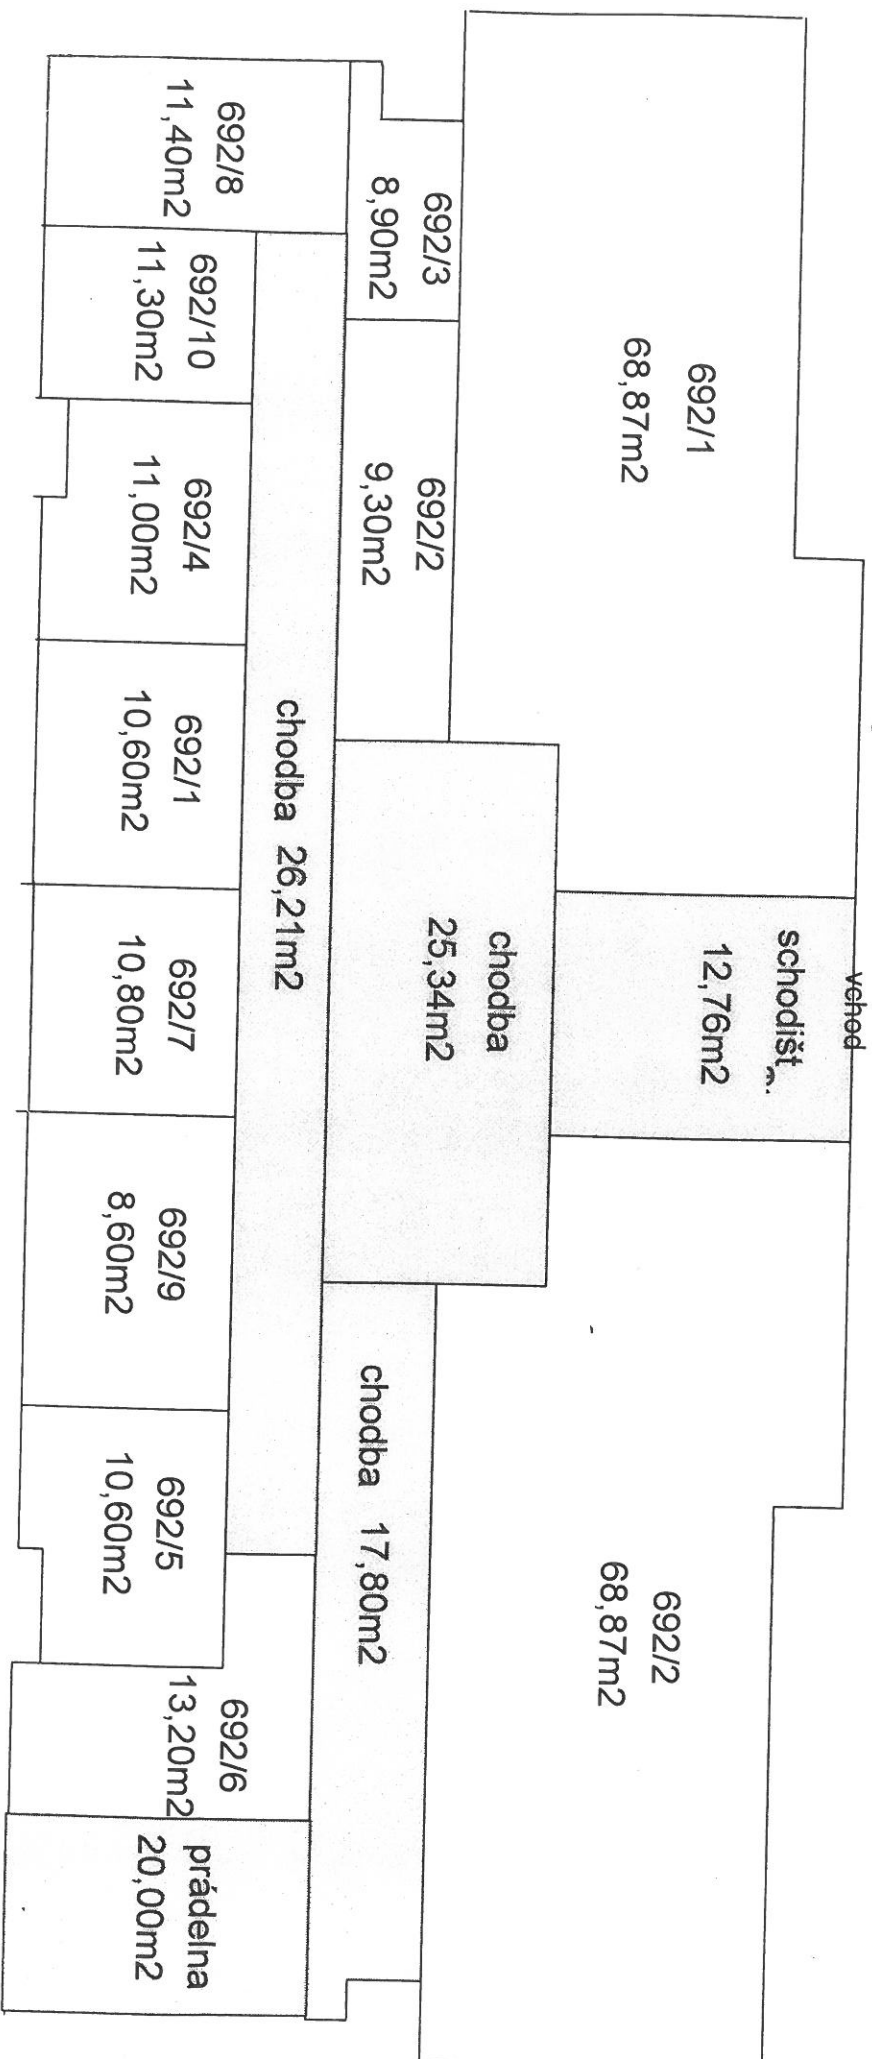 vchod
692/1
68,87m2
schodišt
12,76m2
692/2
68,87m2
692/3
8,90m2
692/2
9,30m2
chodba
25,34m2
chodba 17,80m2
chodba 26,21m2
692/8
11,40m2
692/10
11,30m2
692/4
11,00m2
692/1
10,60m2
692/7
10,80m2
692/9
8,60m2
692/5
10,60m2
692/6
13,20m2
prádelna
20,00m2